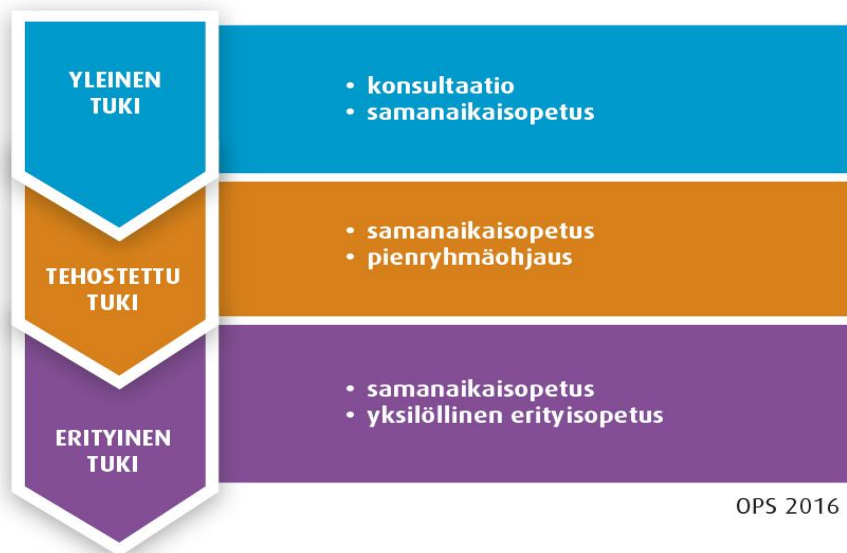 YLEINEN
TUKI
• konsultaatio
• samanaikaisopetus
TEHOSTETTU
TUKI
• samanaikaisopetus
• pienryhmäohjaus
ERITYINEN
TUKI
• samanaikaisopetus
• yksilöllinen erityisopetus
OPS 2016